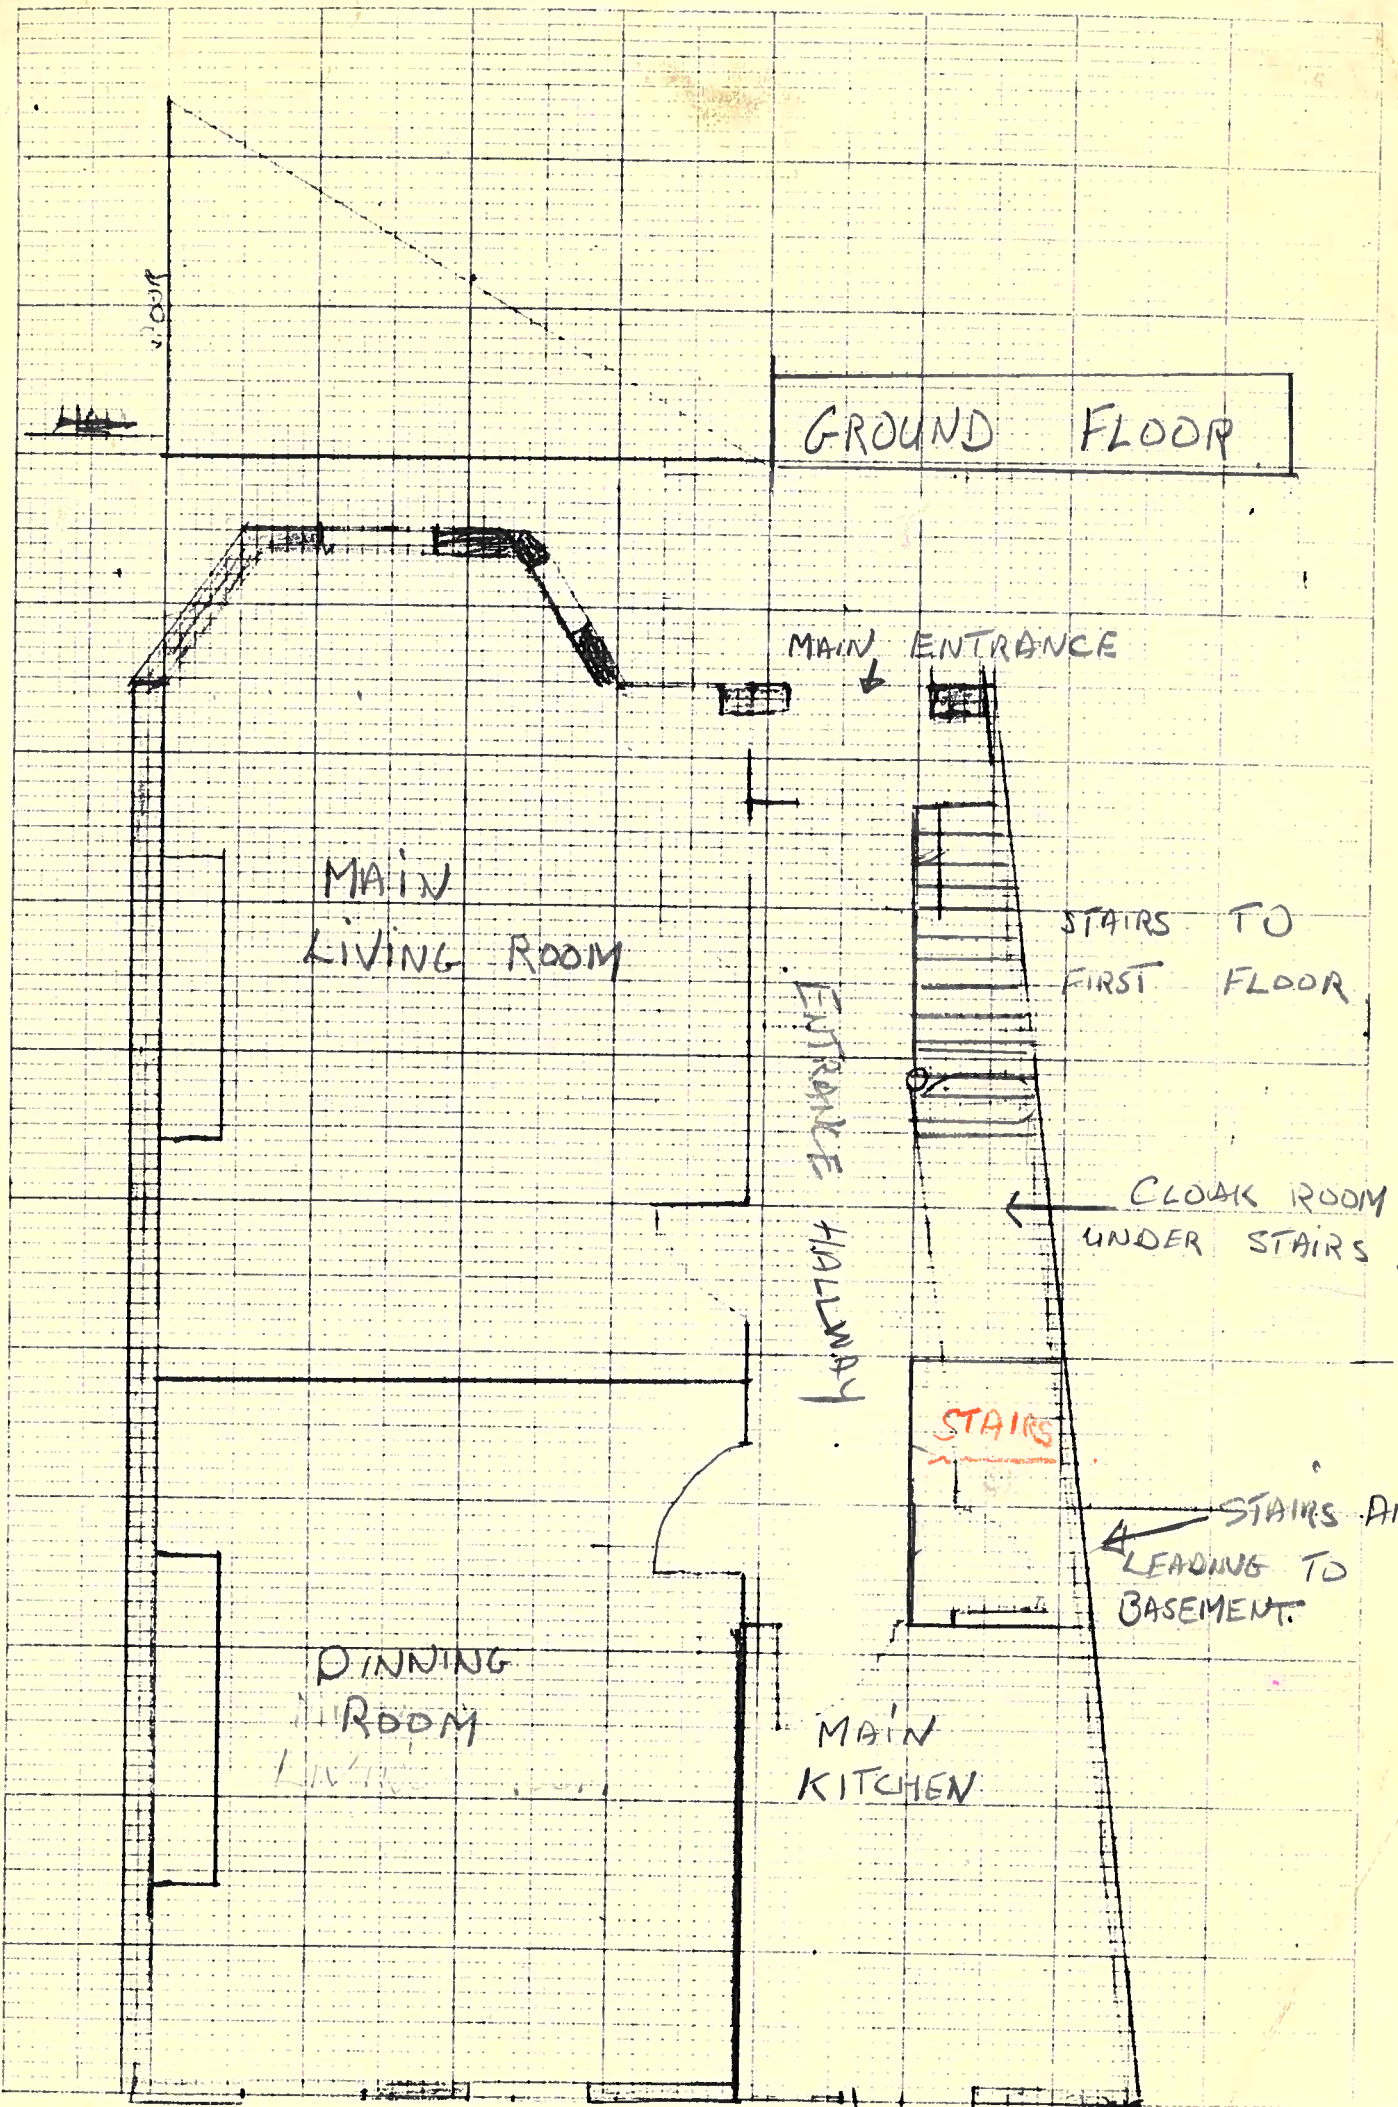 GROUND FLOOR
MAIN ENTRANCE
MAIN
LIVING ROOM
STAIRS TO
FIRST FLOOR
ENTRANCE HALLWAY
CLOAK ROOM
UNDER STAIRS
STAIRS
STAIRS
LEADING TO
BASEMENT.
DINNING
ROOM
MAIN
KITCHEN